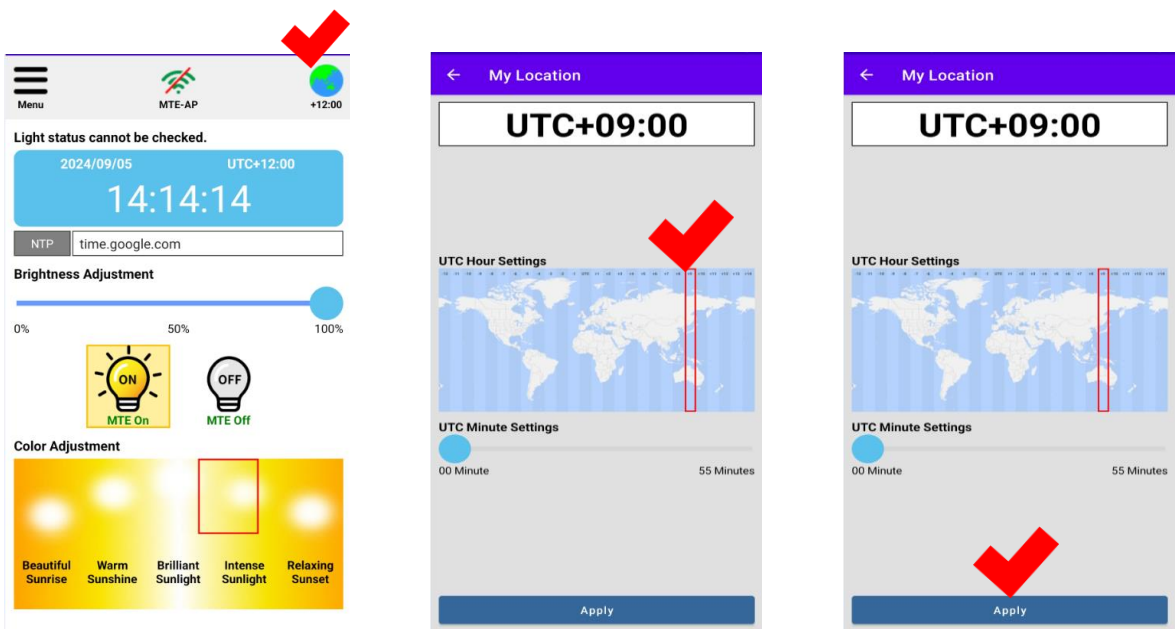 Menu
MTE-AP
+12:00
Light status cannot be checked.
2024/09/05 UTC+12:00
14:14:14
NTP time.google.com
Brightness Adjustment
0% 50% 100%
ON OFF
MTE On MTE Off
Color Adjustment
Beautiful Sunrise
Warm Sunshine
Brilliant Sunlight
Intense Sunlight
Relaxing Sunset
← My Location
UTC+09:00
UTC Hour Settings
UTC Minute Settings
00 Minute 55 Minutes
Apply
← My Location
UTC+09:00
UTC Hour Settings
UTC Minute Settings
00 Minute 55 Minutes
Apply